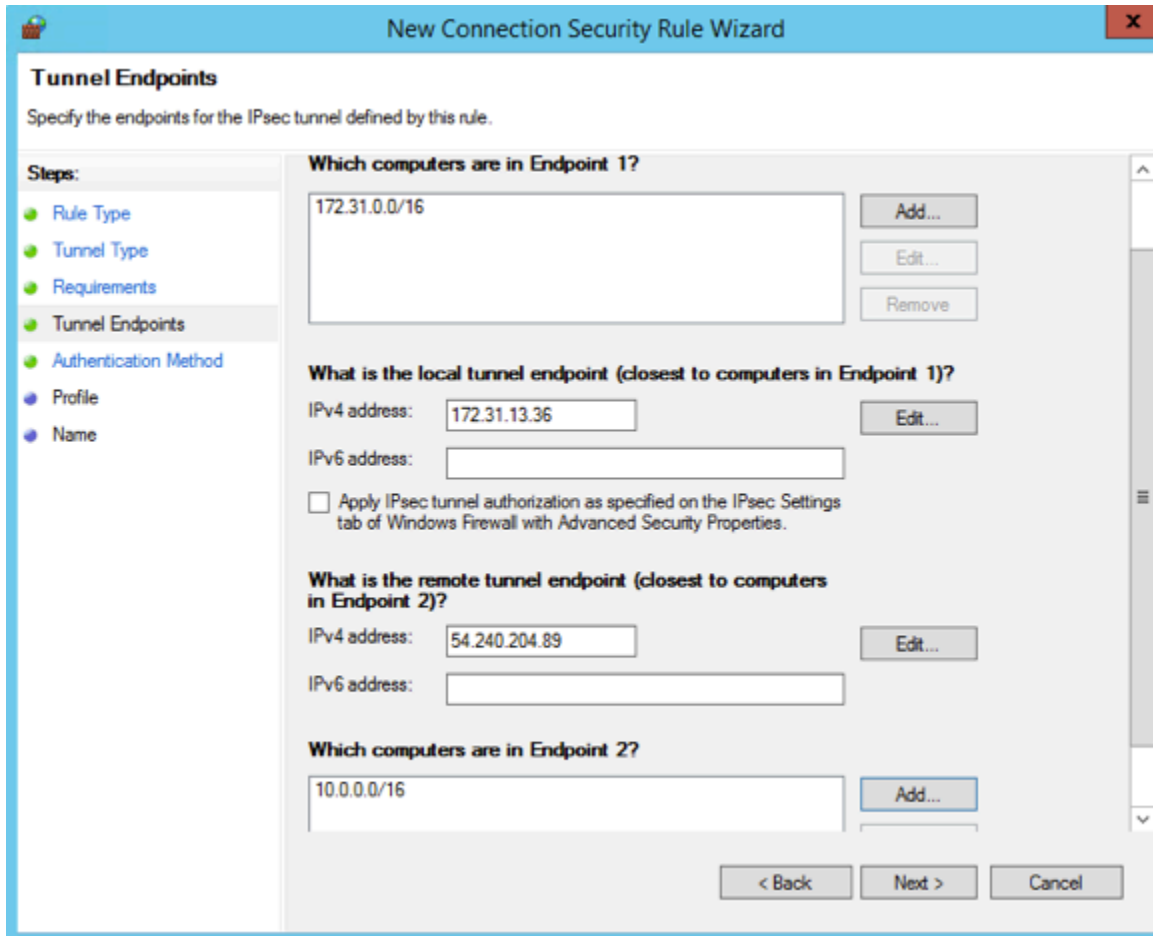 New Connection Security Rule Wizard
x
Tunnel Endpoints
Specify the endpoints for the IPsec tunnel defined by this rule.
Steps:
Rule Type
Tunnel Type
Requirements
Tunnel Endpoints
Authentication Method
Profile
Name
Which computers are in Endpoint 1?
172.31.0.0/16
Add...
Edit...
Remove
What is the local tunnel endpoint (closest to computers in Endpoint 1)?
IPv4 address:
172.31.13.36
Edit...
IPv6 address:
Apply IPsec tunnel authorization as specified on the IPsec Settings
tab of Windows Firewall with Advanced Security Properties.
What is the remote tunnel endpoint (closest to computers
in Endpoint 2)?
IPv4 address:
54.240.204.89
Edit...
IPv6 address:
Which computers are in Endpoint 2?
10.0.0.0/16
Add...
< Back
Next >
Cancel